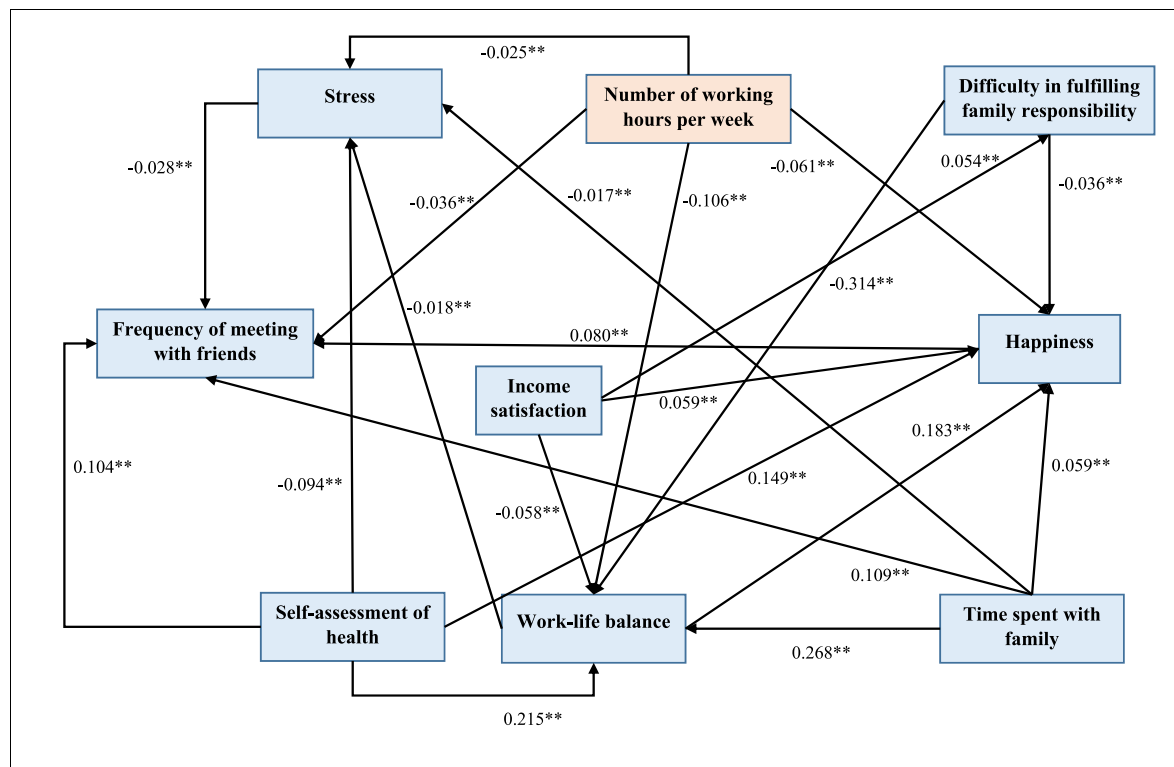 -0.025**
Stress
Number of working
hours per week
Difficulty in fulfilling
family responsibility
-0.028**
-0.036**
-0.017**
-0.106**
-0.061**
0.054**
-0.036**
-0.314**
-0.018**
Frequency of meeting
with friends
0.080**
Happiness
Income
satisfaction
0.059**
0.183**
0.104**
-0.094**
0.149**
0.059**
-0.058**
0.109**
Self-assessment of
health
Work-life balance
Time spent with
family
0.268**
0.215**